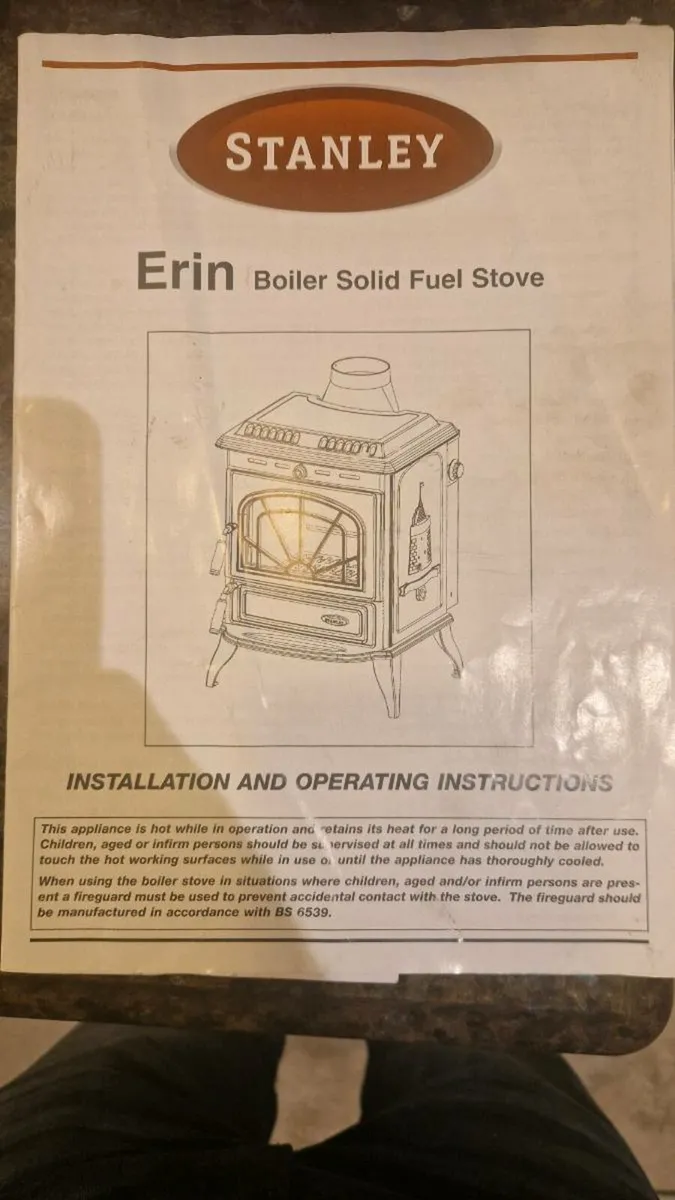 STANLEY
Erin Boiler Solid Fuel Stove
STANLEY
INSTALLATION AND OPERATING INSTRUCTIONS
This appliance is hot while in operation and retains its heat for a long period of time after use.
Children, aged or infirm persons should be supervised at all times and should not be allowed to
touch the hot working surfaces while in use or until the appliance has thoroughly cooled.
When using the boiler stove in situations where children, aged and/or infirm persons are pres-
ent a fireguard must be used to prevent accidental contact with the stove. The fireguard should
be manufactured in accordance with BS 6539.